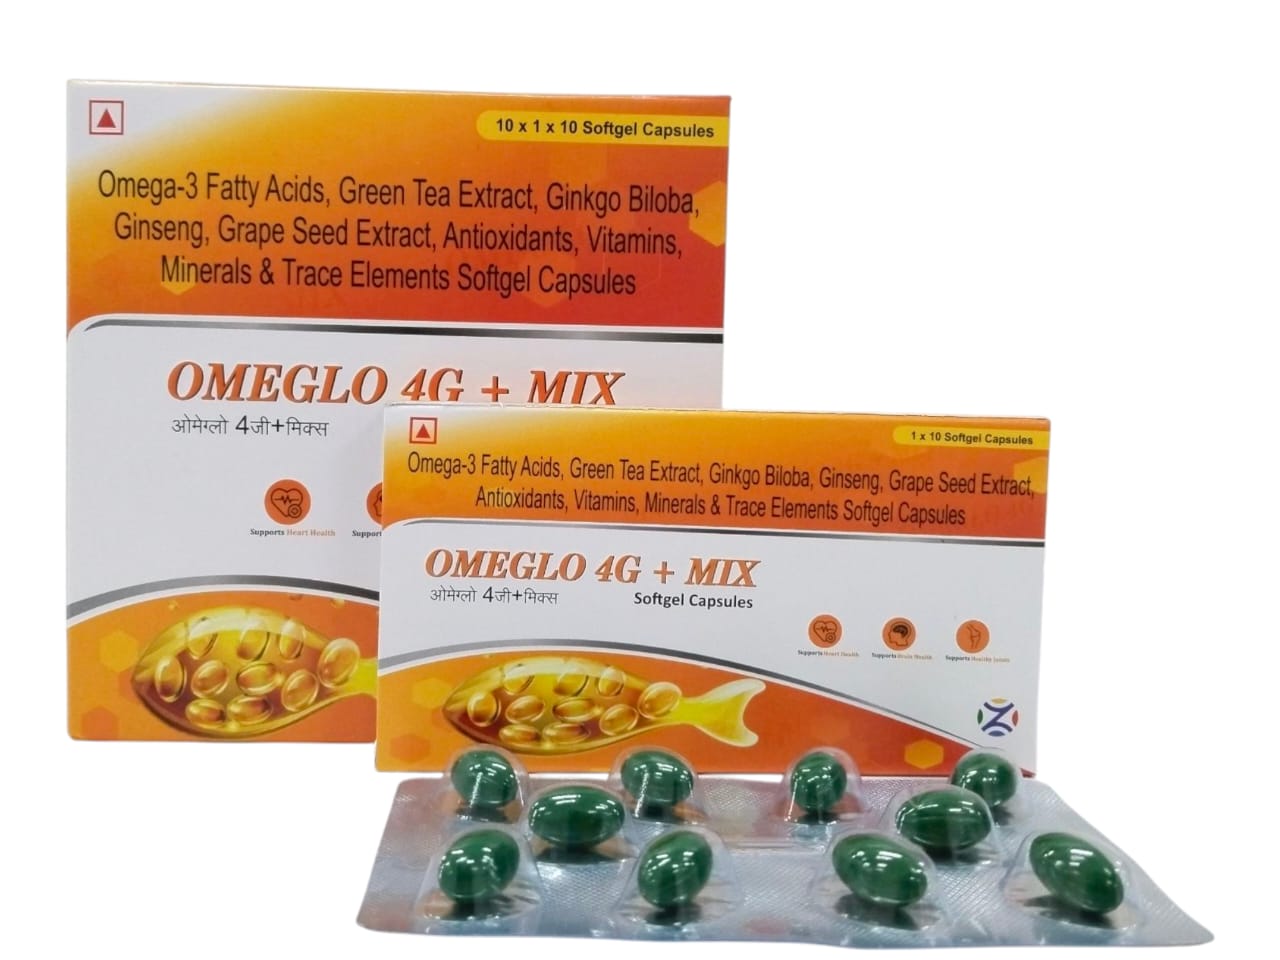 10 x 1 x 10 Softgel Capsules
Omega-3 Fatty Acids, Green Tea Extract, Ginkgo Biloba,
Ginseng, Grape Seed Extract, Antioxidants, Vitamins,
Minerals & Trace Elements Softgel Capsules
OMEGLO 4G + MIX
ओमेग्लो 4जी+मिक्स
Supports Heart Health
1 x 10 Softgel Capsules
Omega-3 Fatty Acids, Green Tea Extract, Ginkgo Biloba, Ginseng, Grape Seed Extract,
Antioxidants, Vitamins, Minerals & Trace Elements Softgel Capsules
OMEGLO 4G + MIX
ओमेग्लो 4जी+मिक्स
Softgel Capsules
Supports Heart Health
Supports Brain Health
Supports Healthy Joints